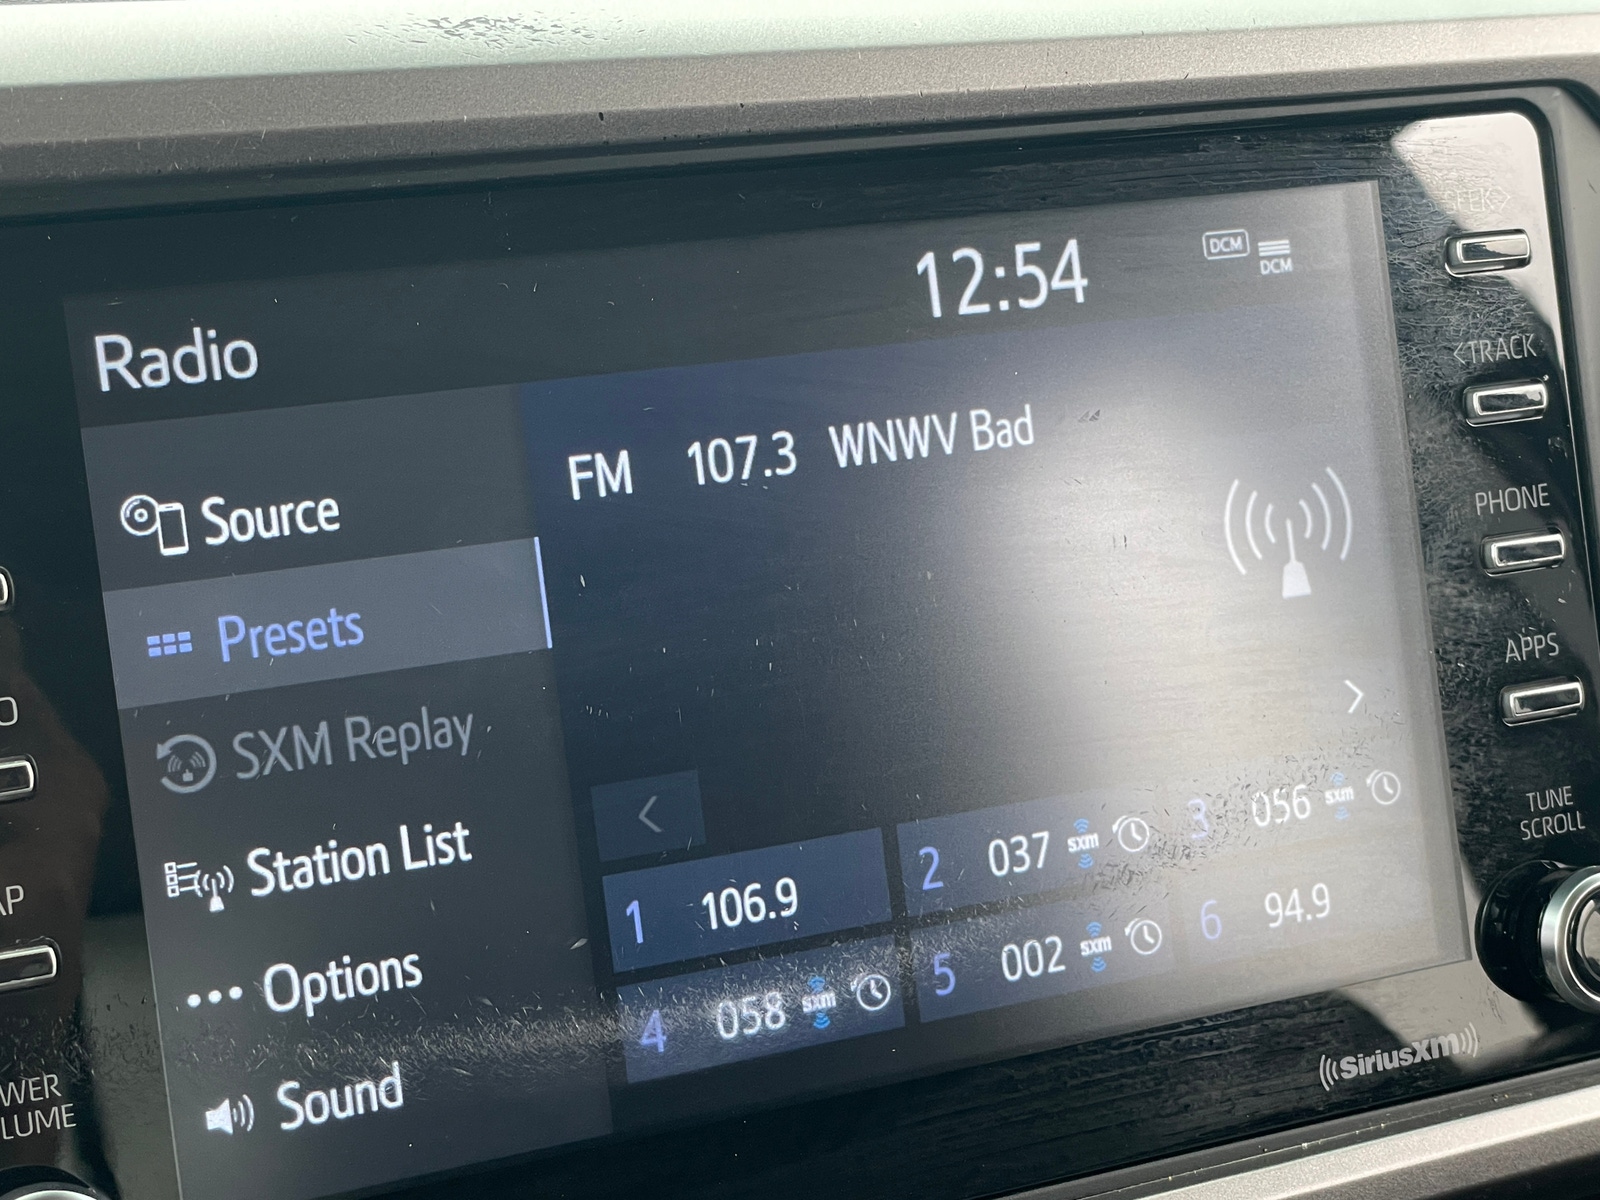 12:54
DCM
DCM
Radio
FM 107.3 WNWV Bad
Source
Presets
SXM Replay
Station List
Options
Sound
1 106.9
2 037 sxm
3 056 sxm
4 058 sxm
5 002 sxm
6 94.9
SEEK>
<TRACK
PHONE
APPS
TUNE
SCROLL
((SiriusXM))
O
AP
WER
LUME